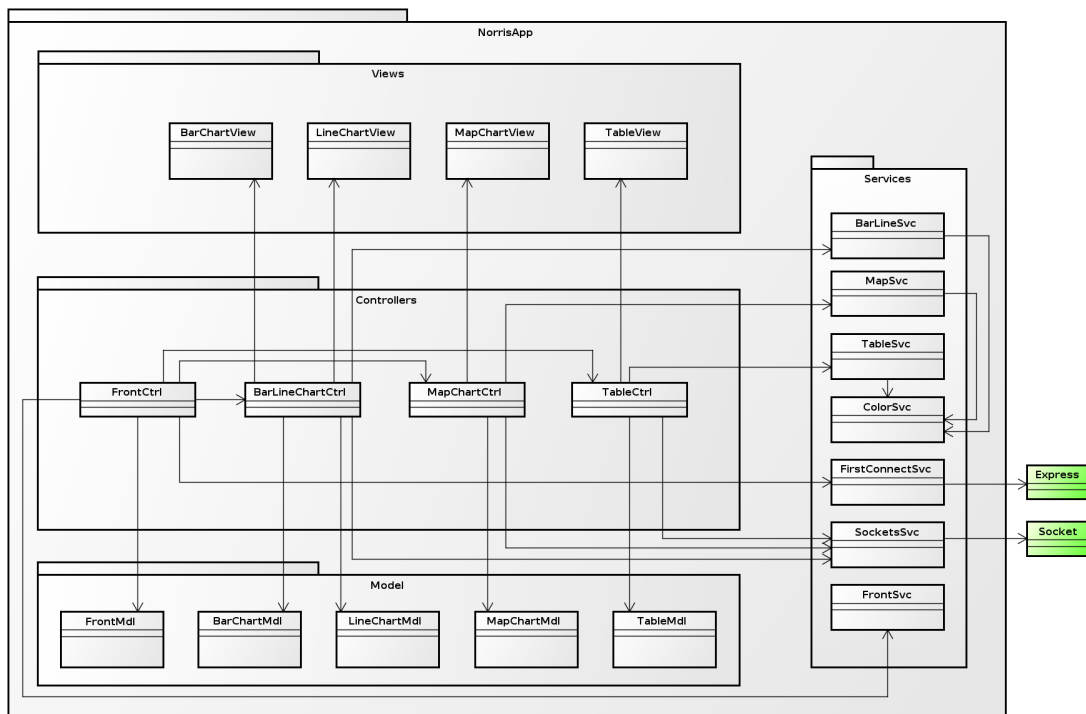 NorrisApp
Views
BarChartView
LineChartView
MapChartView
TableView
Services
BarLineSvc
MapSvc
TableSvc
ColorSvc
FirstConnectSvc
SocketsSvc
FrontSvc
Controllers
FrontCtrl
BarLineChartCtrl
MapChartCtrl
TableCtrl
Express
Socket
Model
FrontMdl
BarChartMdl
LineChartMdl
MapChartMdl
TableMdl